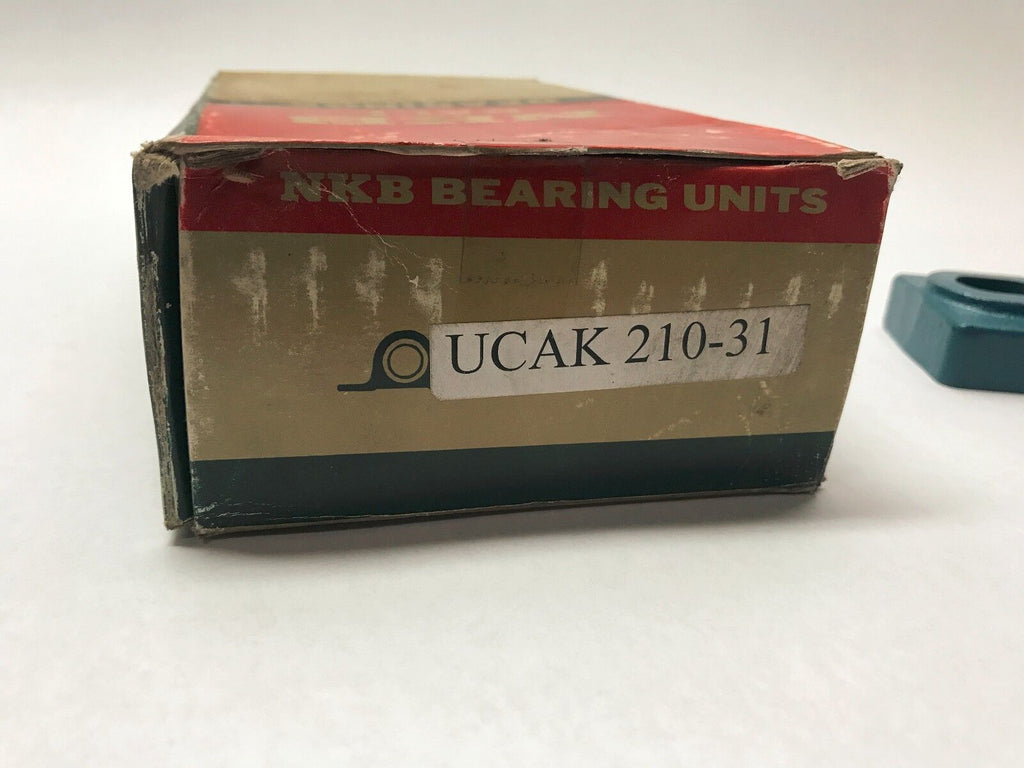 NKB BEARING UNITS
UCAK 210-31